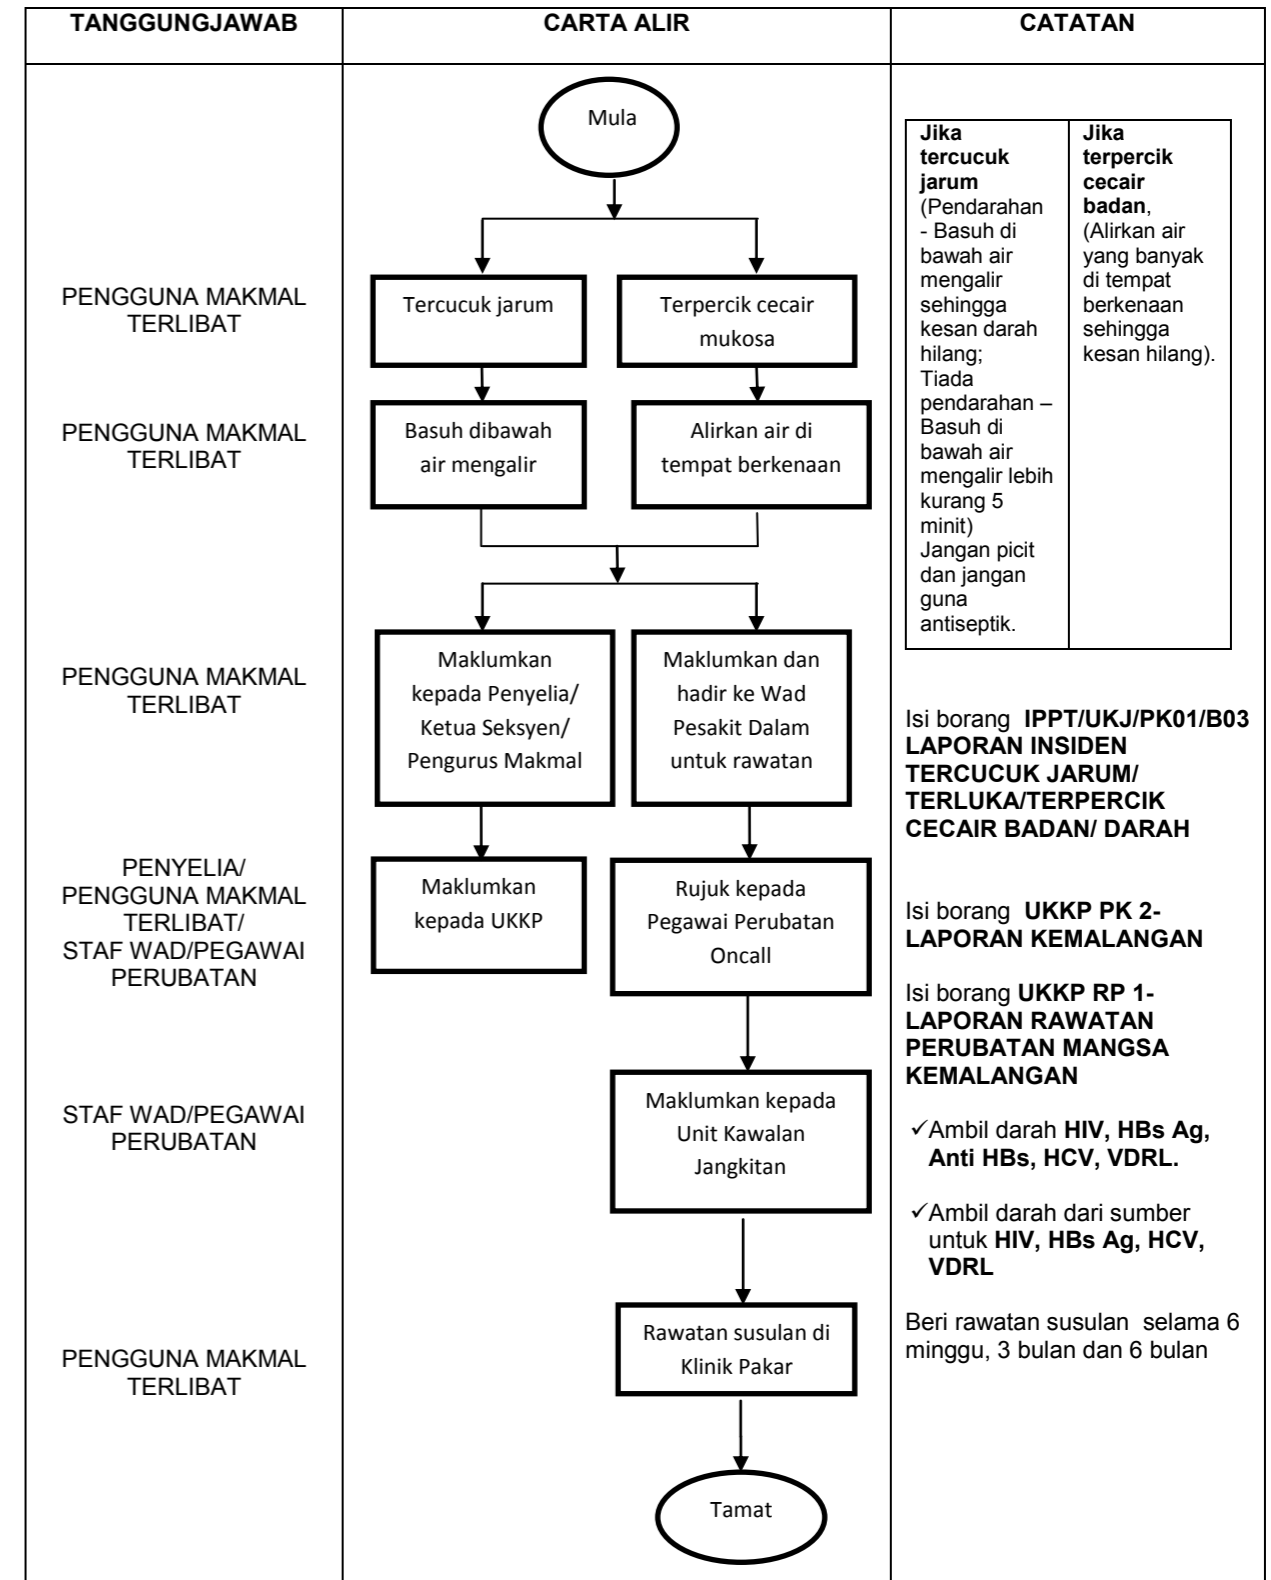 TANGGUNGJAWAB
CARTA ALIR
CATATAN
Mula
Jika
tercucuk
jarum
(Pendarahan
- Basuh di
bawah air
mengalir
sehingga
kesan darah
hilang;
Tiada
pendarahan –
Basuh di
bawah air
mengalir lebih
kurang 5
minit)
Jangan picit
dan jangan
guna
antiseptik.
Jika
terpercik
cecair
badan,
(Alirkan air
yang banyak
di tempat
berkenaan
sehingga
kesan hilang).
PENGGUNA MAKMAL
TERLIBAT
Tercucuk jarum
Terpercik cecair
mukosa
PENGGUNA MAKMAL
TERLIBAT
Basuh dibawah
air mengalir
Alirkan air di
tempat berkenaan
PENGGUNA MAKMAL
TERLIBAT
Maklumkan
kepada Penyelia/
Ketua Seksyen/
Pengurus Makmal
Maklumkan dan
hadir ke Wad
Pesakit Dalam
untuk rawatan
Isi borang IPPT/UKJ/PK01/B03
LAPORAN INSIDEN
TERCUCUK JARUM/
TERLUKA/TERPERCIK
CECAIR BADAN/ DARAH
PENYELIA/
PENGGUNA MAKMAL
TERLIBAT/
STAF WAD/PEGAWAI
PERUBATAN
Maklumkan
kepada UKKP
Rujuk kepada
Pegawai Perubatan
Oncall
Isi borang UKKP PK 2-
LAPORAN KEMALANGAN
Isi borang UKKP RP 1-
LAPORAN RAWATAN
PERUBATAN MANGSA
KEMALANGAN
STAF WAD/PEGAWAI
PERUBATAN
Maklumkan kepada
Unit Kawalan
Jangkitan
✓Ambil darah HIV, HBs Ag,
Anti HBs, HCV, VDRL.
✓Ambil darah dari sumber
untuk HIV, HBs Ag, HCV,
VDRL
PENGGUNA MAKMAL
TERLIBAT
Rawatan susulan di
Klinik Pakar
Beri rawatan susulan selama 6
minggu, 3 bulan dan 6 bulan
Tamat